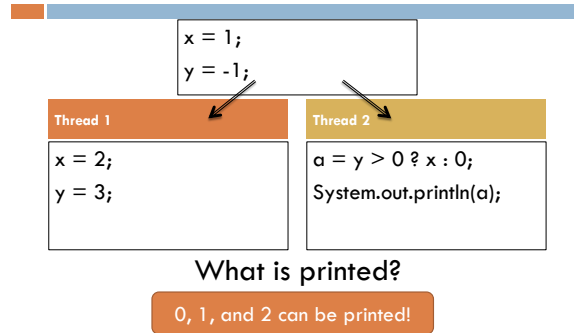 x = 1;
y = -1;
Thread 1
x = 2;
y = 3;
Thread 2
a = y > 0 ? x : 0;
System.out.println(a);
What is printed?
0, 1, and 2 can be printed!